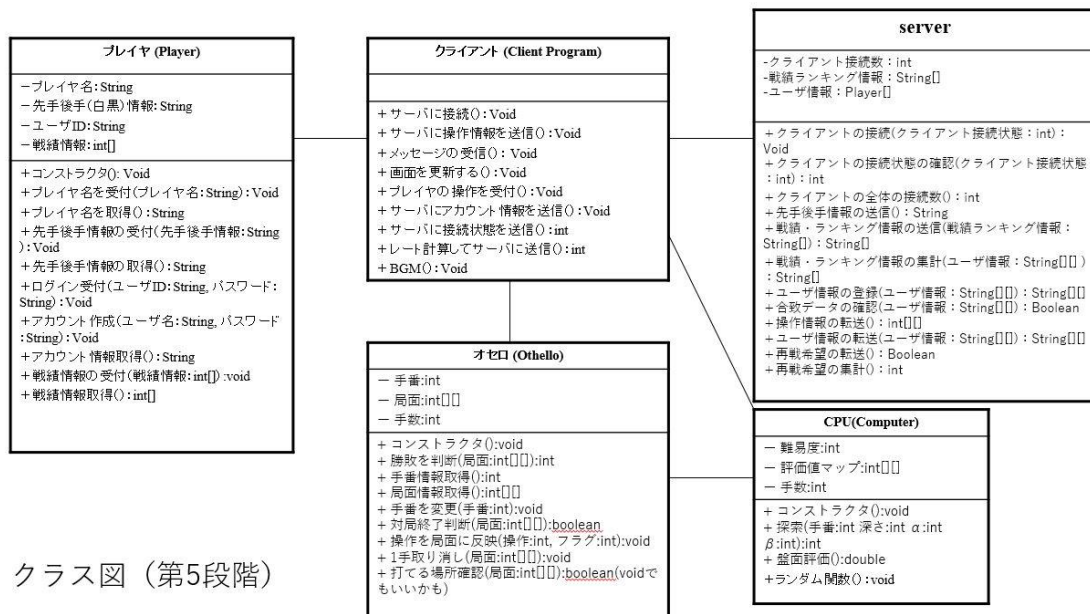 プレイヤ (Player)
－プレイヤ名:String
－先手後手(白黒)情報:String
－ユーザID:String
－戦績情報:int[]
＋コンストラクタ(): Void
＋プレイヤ名を受付(プレイヤ名:String):Void
＋プレイヤ名を取得():String
＋先手後手情報の受付(先手後手情報:String
):Void
＋先手後手情報の取得():String
＋ログイン受付(ユーザID:String, パスワード:
String):Void
＋アカウント作成(ユーザ名:String, パスワード
:String):Void
＋アカウント情報取得():String
＋戦績情報の受付(戦績情報:int[]) :void
＋戦績情報取得():int[]
クライアント (Client Program)
＋サーバに接続():Void
＋サーバに操作情報を送信():Void
＋メッセージの受信()：Void
＋画面を更新する()：Void
＋プレイヤの操作を受付():Void
＋サーバにアカウント情報を送信():Void
＋サーバに接続状態を送信():int
＋レート計算してサーバに送信():int
＋BGM():Void
server
-クライアント接続数：int
-戦績ランキング情報：String[]
-ユーザ情報：Player[]
＋クライアントの接続(クライアント接続状態：int)：
Void
＋クライアントの接続状態の確認(クライアント接続状態
：int)：int
＋クライアントの全体の接続数()：int
＋先手後手情報の送信()：String
＋戦績・ランキング情報の送信(戦績ランキング情報：
String[])：String[]
＋戦績・ランキング情報の集計(ユーザ情報：String[][])
：String[]
＋ユーザ情報の登録(ユーザ情報：String[][])：String[][]
＋合致データの確認(ユーザ情報：String[][])：Boolean
＋操作情報の転送()：int[][]
＋ユーザ情報の転送(ユーザ情報：String[][])：String[][]
＋再戦希望の転送()：Boolean
＋再戦希望の集計()：int
オセロ (Othello)
－ 手番:int
－ 局面:int[][]
－ 手数:int
+ コンストラクタ():void
+ 勝敗を判断(局面:int[][]):int
+ 手番情報取得():int
+ 局面情報取得():int[][]
+ 手番を変更(手番:int):void
+ 対局終了判断(局面:int[][]):boolean
+ 操作を局面に反映(操作:int, フラグ:int):void
+ 1手取り消し(局面:int[][]):void
+ 打てる場所確認(局面:int[][]):boolean(voidで
もいいかも)
CPU(Computer)
－ 難易度:int
－ 評価値マップ:int[][]
－ 手数:int
+ コンストラクタ():void
+ 探索(手番:int 深さ:int α:int
β:int):int
+ 盤面評価():double
+ランダム関数()：void
クラス図（第5段階）